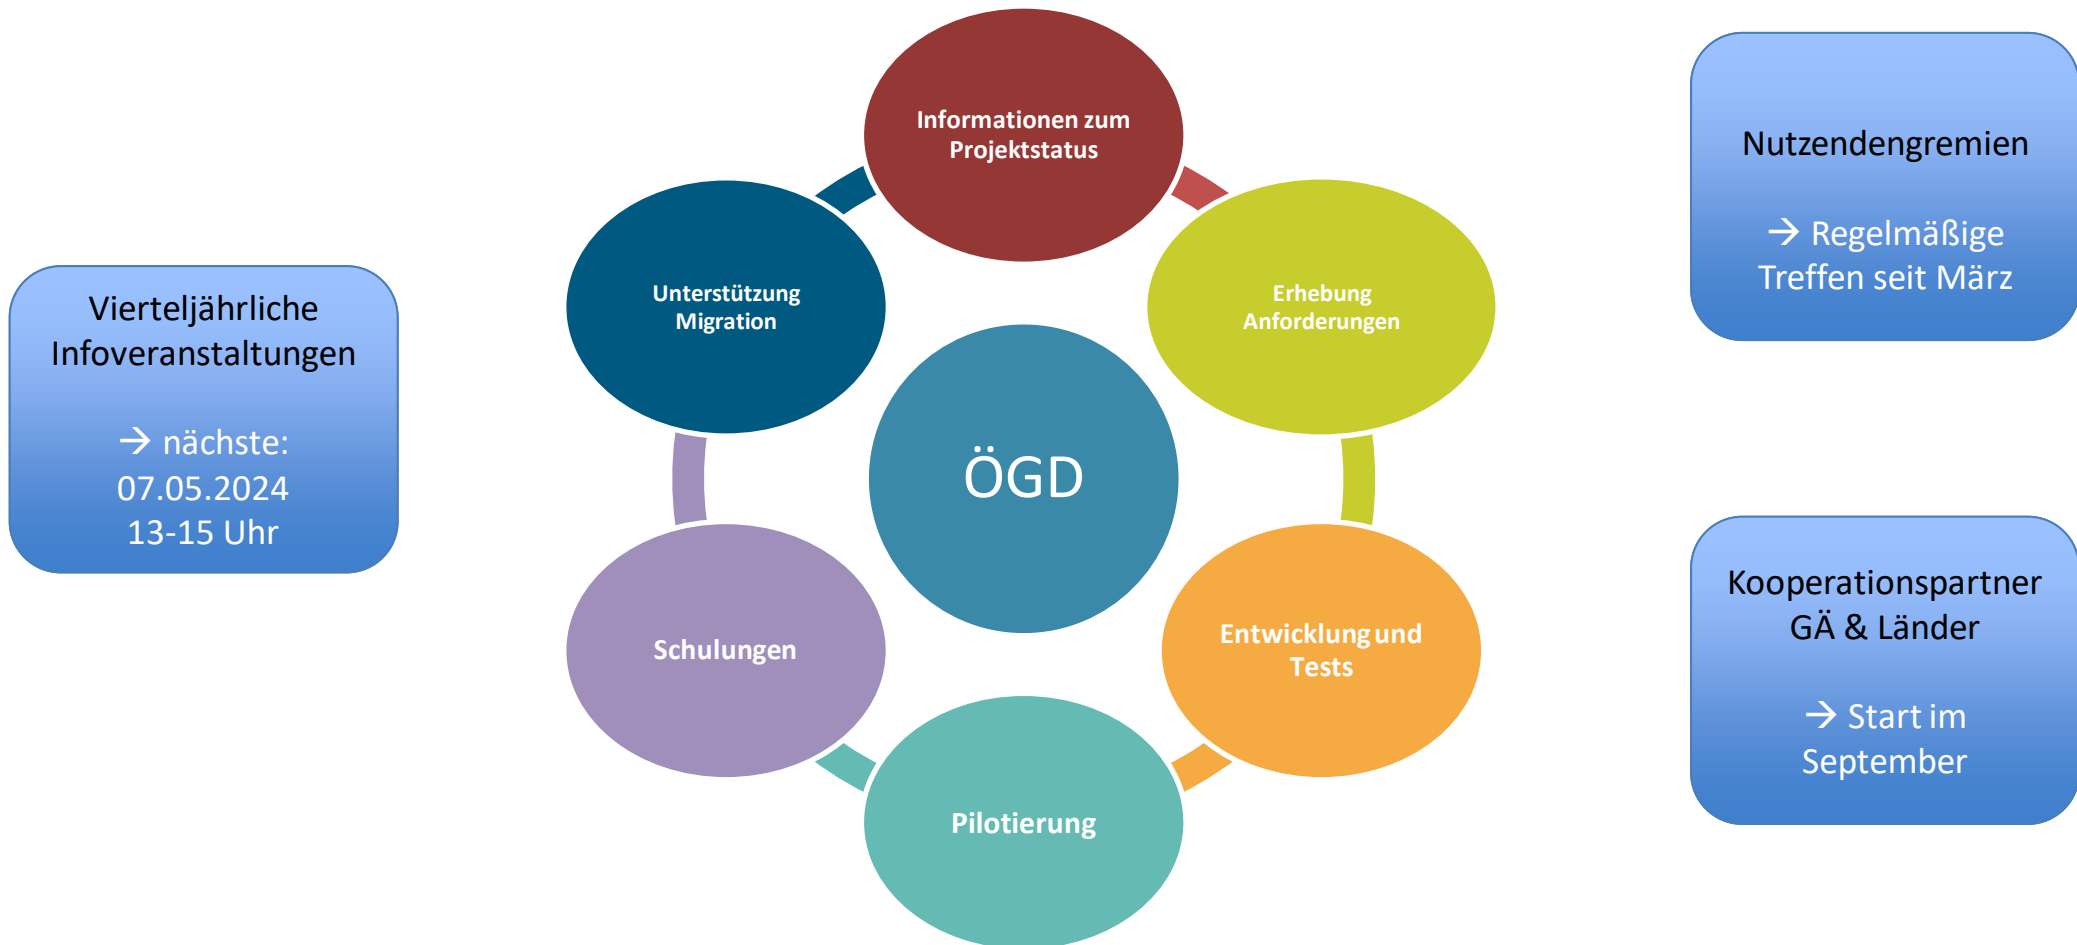 Vierteljährliche
Infoveranstaltungen
→ nächste:
07.05.2024
13-15 Uhr
Informationen zum
Projektstatus
Erhebung
Anforderungen
Entwicklung und
Tests
Pilotierung
Schulungen
Unterstützung
Migration
ÖGD
Nutzendengremien
→ Regelmäßige
Treffen seit März
Kooperationspartner
GÄ & Länder
→ Start im
September